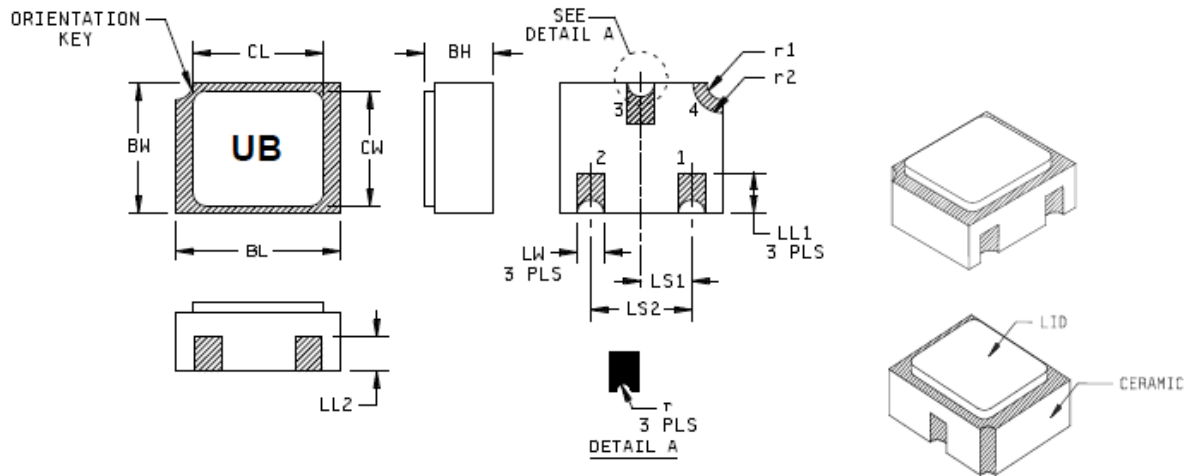 ORIENTATION
KEY
CL
BH
SEE
DETAIL A
r1
r2
BW
UB
CW
3
4
2
1
BL
LW
3 PLS
LS1
LS2
LL1
3 PLS
LL2
r
3 PLS
DETAIL A
LID
CERAMIC